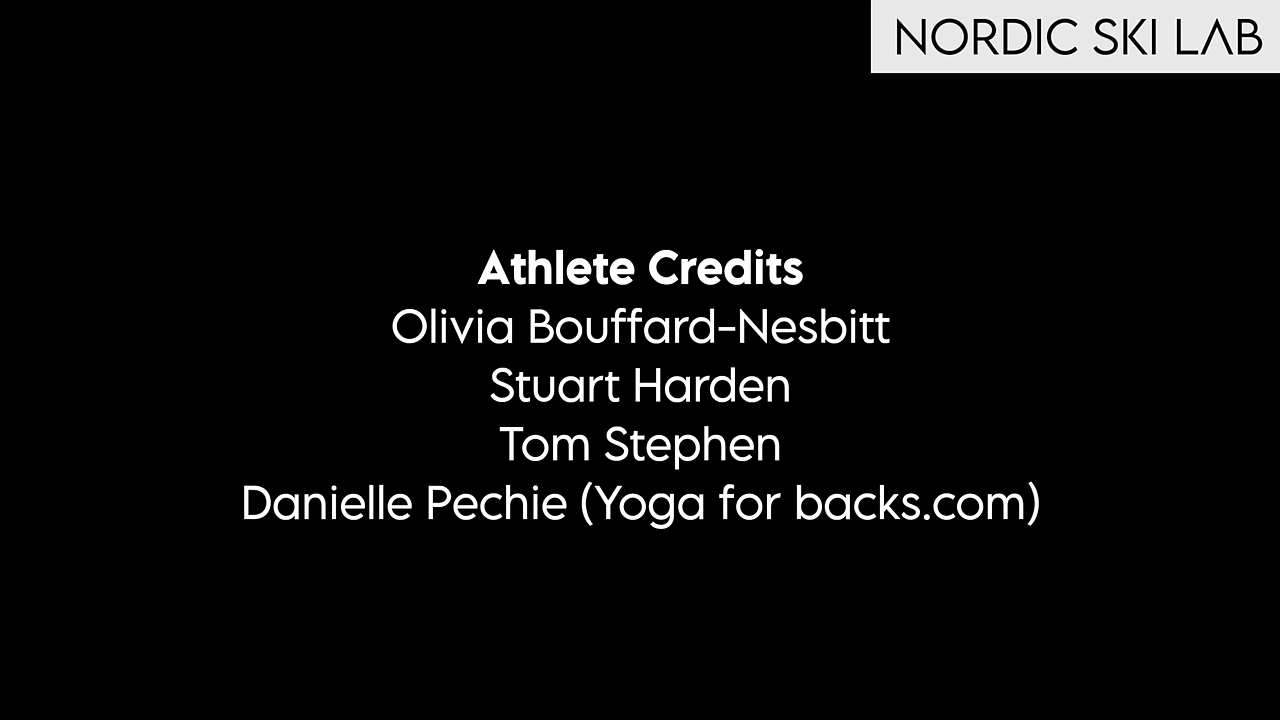 NORDIC SKI LAB
Athlete Credits
Olivia Bouffard-Nesbitt
Stuart Harden
Tom Stephen
Danielle Pechie (Yoga for backs.com)